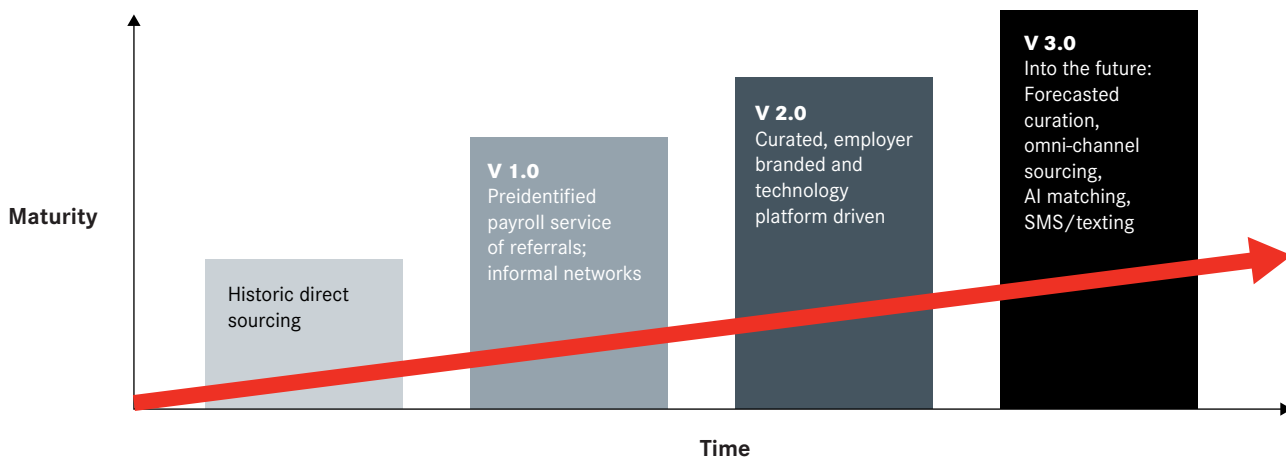 Maturity
Historic direct
sourcing
V 1.0
Preidentified
payroll service
of referrals;
informal networks
V 2.0
Curated, employer
branded and
technology
platform driven
V 3.0
Into the future:
Forecasted
curation,
omni-channel
sourcing,
AI matching,
SMS/texting
Time